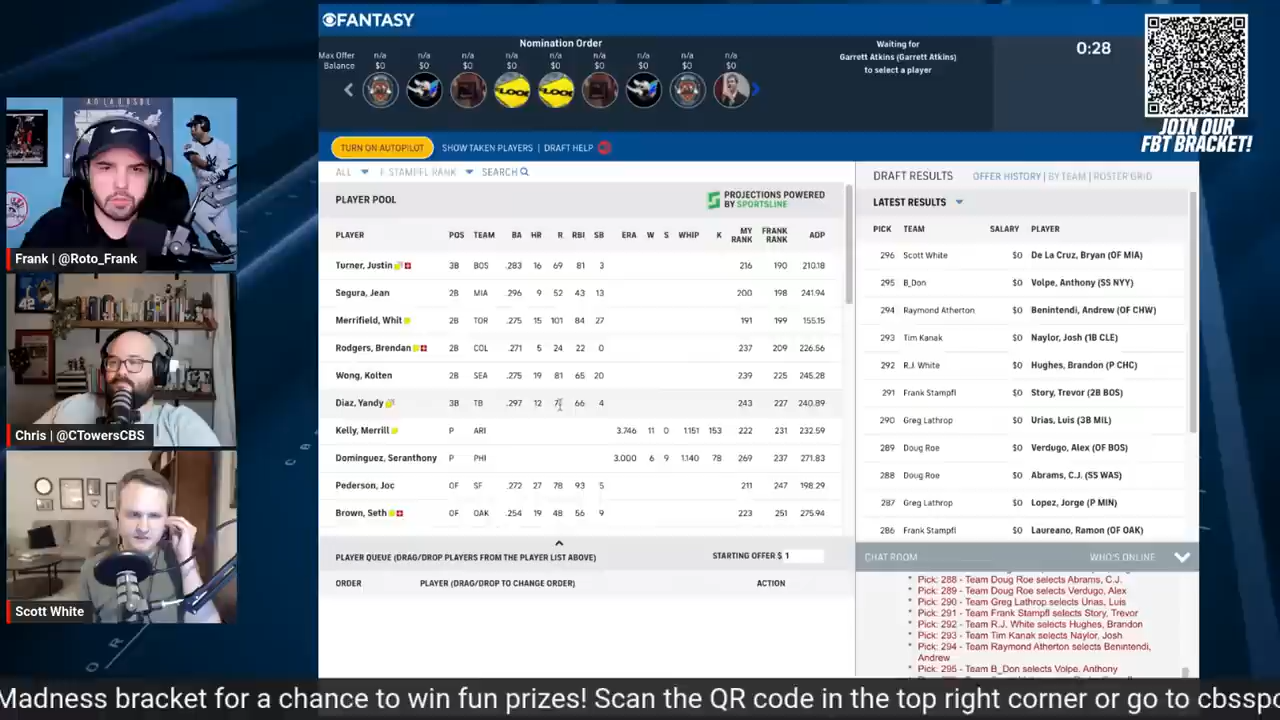 FANTASY
Nomination Order
Max Offer n/a n/a n/a n/a n/a n/a n/a n/a n/a
Balance $0 $0 $0 $0 $0 $0 $0 $0 $0
Waiting for
Garrett Atkins (Garrett Atkins)
to select a player
0:28
JOIN OUR
FBT BRACKET!
TURN ON AUTOPILOT SHOW TAKEN PLAYERS | DRAFT HELP
ALL F STAMPFL RANK SEARCH
PLAYER POOL
PROJECTIONS POWERED
BY SPORTSLINE
PLAYER POS TEAM BA HR R RBI SB ERA W S WHIP K MY RANK FRANK RANK ADP
Turner, Justin 3B BOS .283 16 69 81 3 216 190 210.18
Segura, Jean 2B MIA .296 9 52 43 13 200 198 241.94
Merrifield, Whit 2B TOR .275 15 101 84 27 191 199 155.15
Rodgers, Brendan 2B COL .271 5 24 22 0 237 209 226.56
Wong, Kolten 2B SEA .275 19 81 65 20 239 225 245.28
Diaz, Yandy 3B TB .297 12 66 4 243 227 240.89
Kelly, Merrill P ARI 3.746 11 0 1.151 153 222 231 232.59
Dominguez, Seranthony P PHI 3.000 6 9 1.140 78 269 237 271.83
Pederson, Joc OF SF .272 27 78 93 5 211 247 198.29
Brown, Seth OF OAK .254 19 48 56 9 223 251 275.94
PLAYER QUEUE (DRAG/DROP PLAYERS FROM THE PLAYER LIST ABOVE) STARTING OFFER $ 1
ORDER PLAYER (DRAG/DROP TO CHANGE ORDER) ACTION
DRAFT RESULTS OFFER HISTORY | BY TEAM | ROSTER GRID
LATEST RESULTS
PICK TEAM SALARY PLAYER
296 Scott White $0 De La Cruz, Bryan (OF MIA)
295 B_Don $0 Volpe, Anthony (SS NYY)
294 Raymond Atherton $0 Benintendi, Andrew (OF CHW)
293 Tim Kanak $0 Naylor, Josh (1B CLE)
292 R.J. White $0 Hughes, Brandon (P CHC)
291 Frank Stampfl $0 Story, Trevor (2B BOS)
290 Greg Lathrop $0 Urias, Luis (3B MIL)
289 Doug Roe $0 Verdugo, Alex (OF BOS)
288 Doug Roe $0 Abrams, C.J. (SS WAS)
287 Greg Lathrop $0 Lopez, Jorge (P MIN)
286 Frank Stampfl $0 Laureano, Ramon (OF OAK)
CHAT ROOM WHO'S ONLINE
* Pick: 288 - Team Doug Roe selects Abrams, C.J.
* Pick: 289 - Team Doug Roe selects Verdugo, Alex
* Pick: 290 - Team Greg Lathrop selects Urias, Luis
* Pick: 291 - Team Frank Stampfl selects Story, Trevor
* Pick: 292 - Team R.J. White selects Hughes, Brandon
* Pick: 293 - Team Tim Kanak selects Naylor, Josh
* Pick: 294 - Team Raymond Atherton selects Benintendi,
Andrew
* Pick: 295 - Team B_Don selects Volpe, Anthony
Frank | @Roto_Frank
Chris | @CTowersCBS
Scott White
Madness bracket for a chance to win fun prizes! Scan the QR code in the top right corner or go to cbsspo